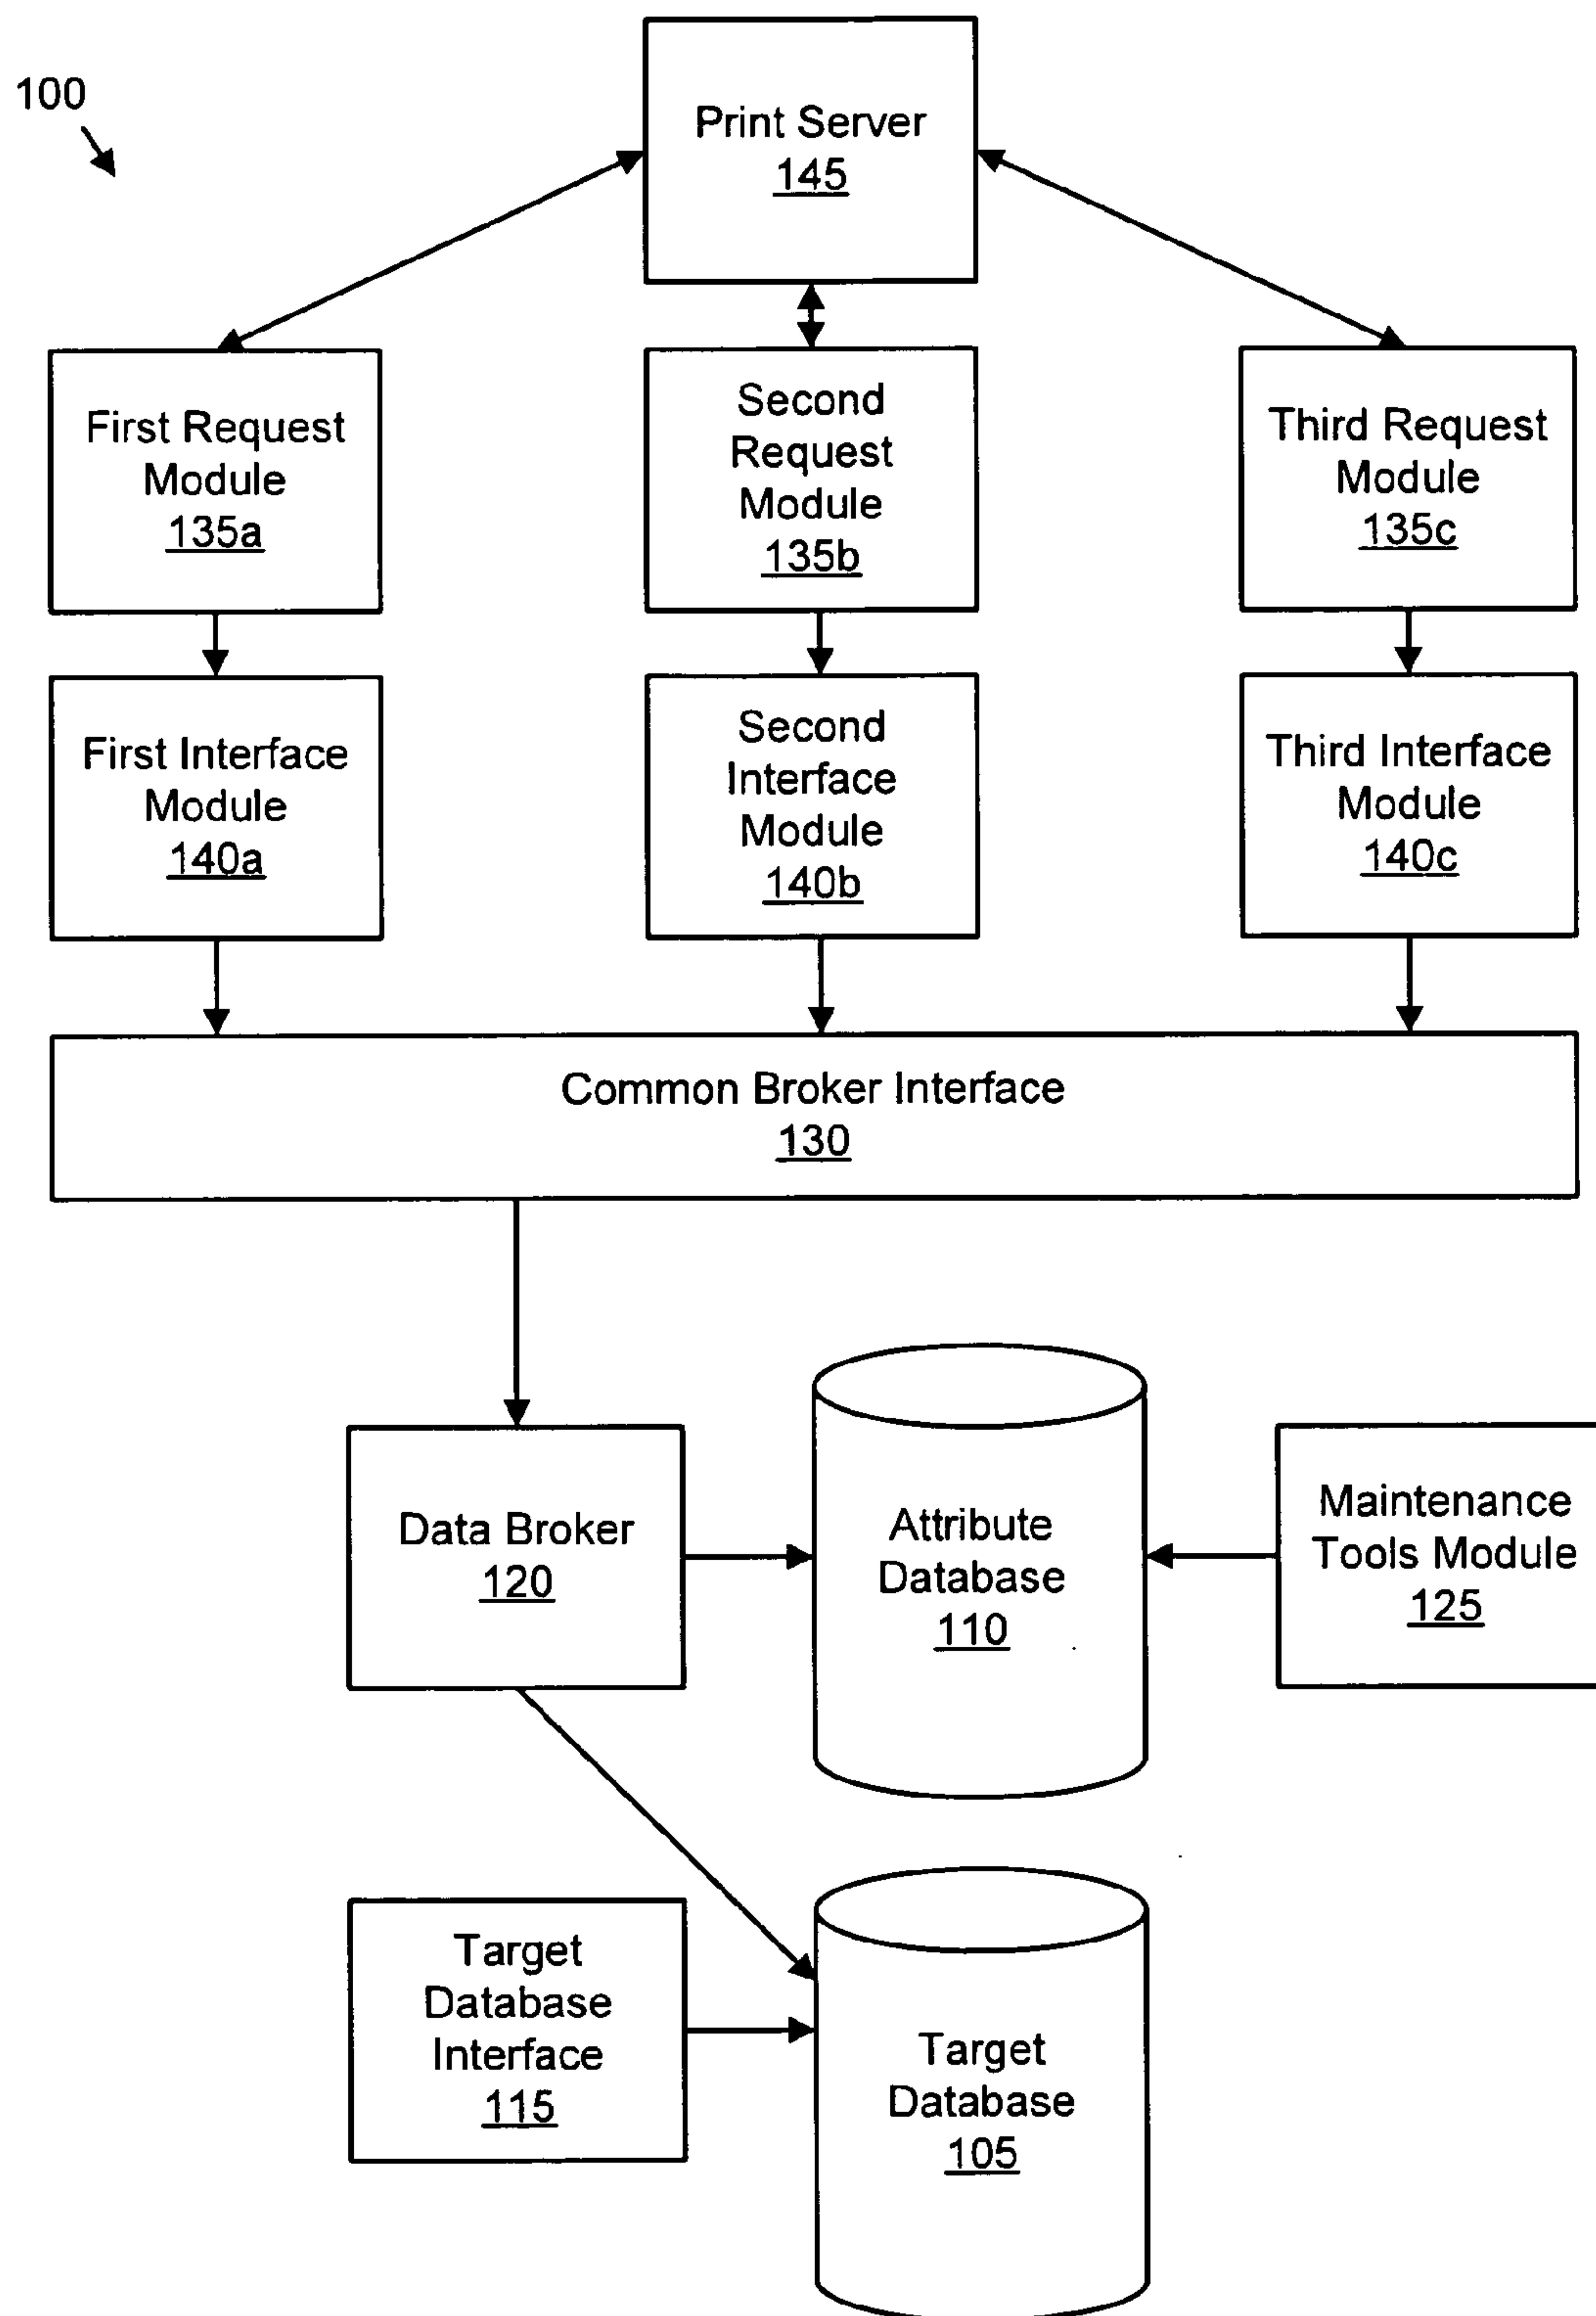 100
Print Server
145
First Request
Module
135a
Second
Request
Module
135b
Third Request
Module
135c
First Interface
Module
140a
Second
Interface
Module
140b
Third Interface
Module
140c
Common Broker Interface
130
Data Broker
120
Attribute
Database
110
Maintenance
Tools Module
125
Target
Database
Interface
115
Target
Database
105